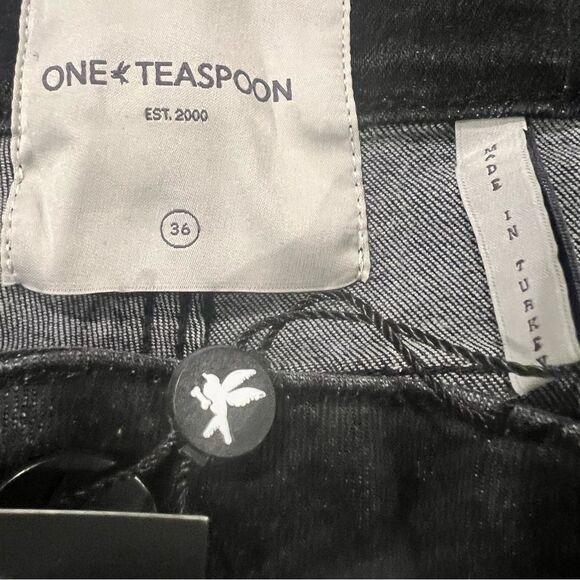 ONE TEASPOON
EST. 2000
36
MADE IN TURKEY